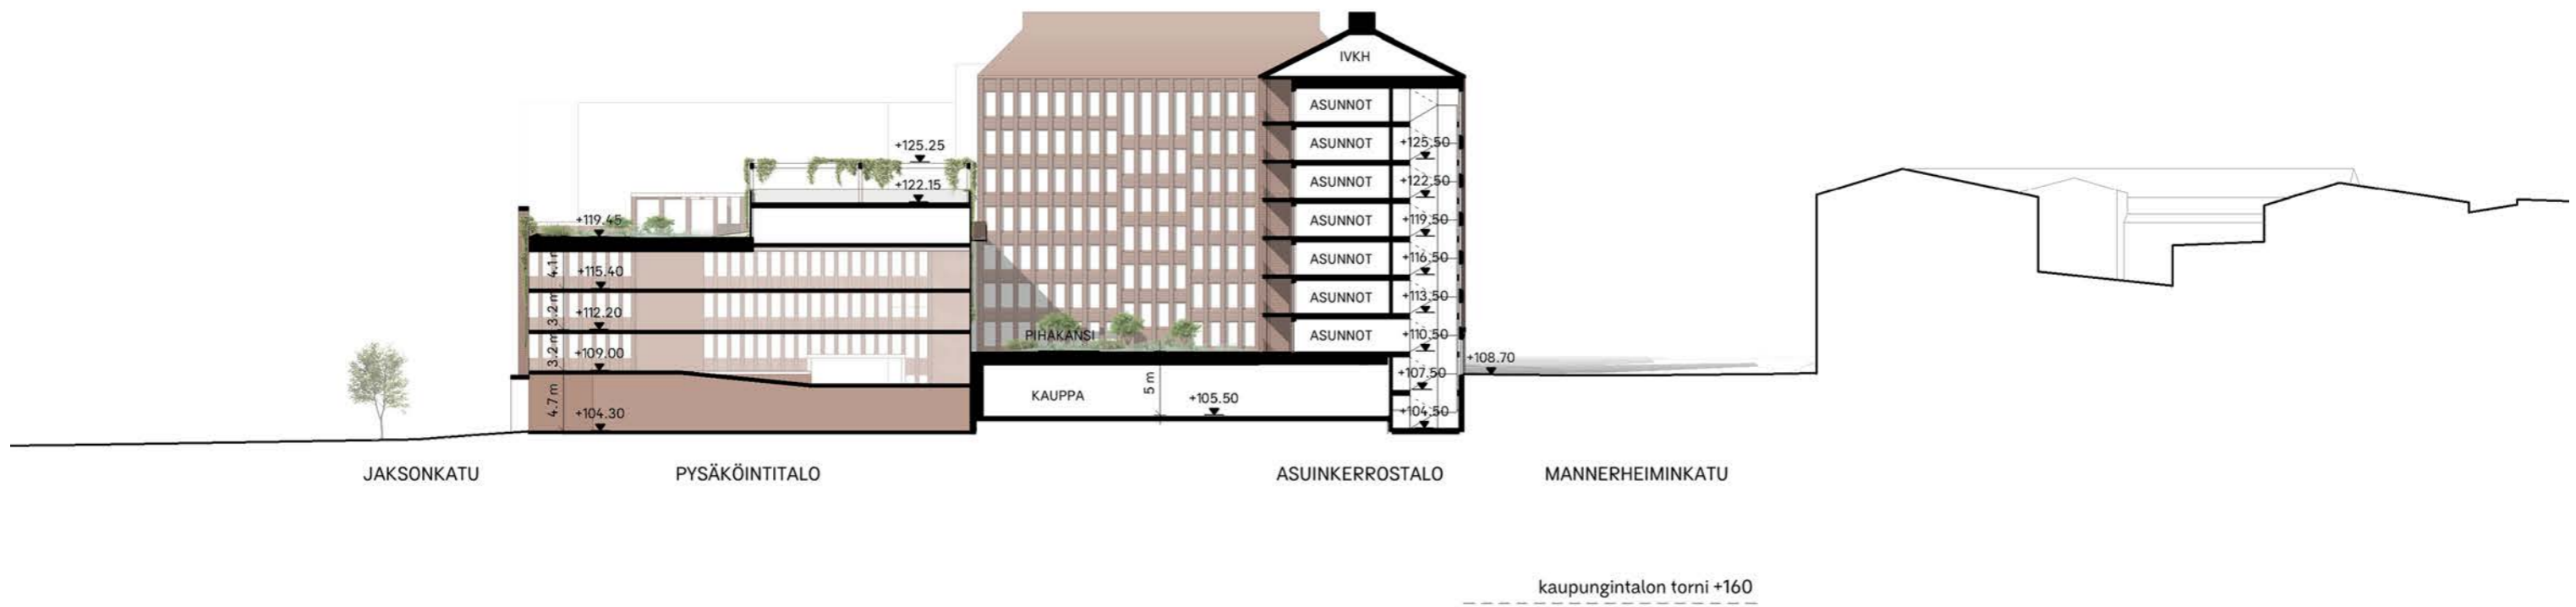 IVKH
ASUNNOT
ASUNNOT
+125.50
+125.25
ASUNNOT
+122.50
+122.15
ASUNNOT
+119.50
+119.45
ASUNNOT
+116.50
4.1 m
+115.40
ASUNNOT
+113.50
3.2 m
+112.20
PIHAKANSI
ASUNNOT
+110.50
3.2 m
+109.00
+108.70
+107.50
4.7 m
+104.30
KAUPPA
5 m
+105.50
+104.50
JAKSONKATU
PYSÄKÖINTITALO
ASUINKERROSTALO
MANNERHEIMINKATU
kaupungintalon torni +160